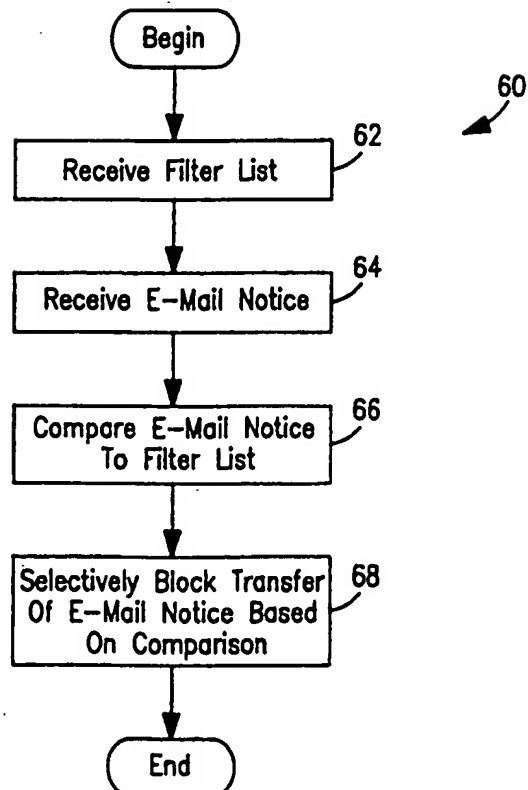 Begin
60
62
Receive Filter List
64
Receive E-Mail Notice
66
Compare E-Mail Notice
To Filter List
68
Selectively Block Transfer
Of E-Mail Notice Based
On Comparison
End